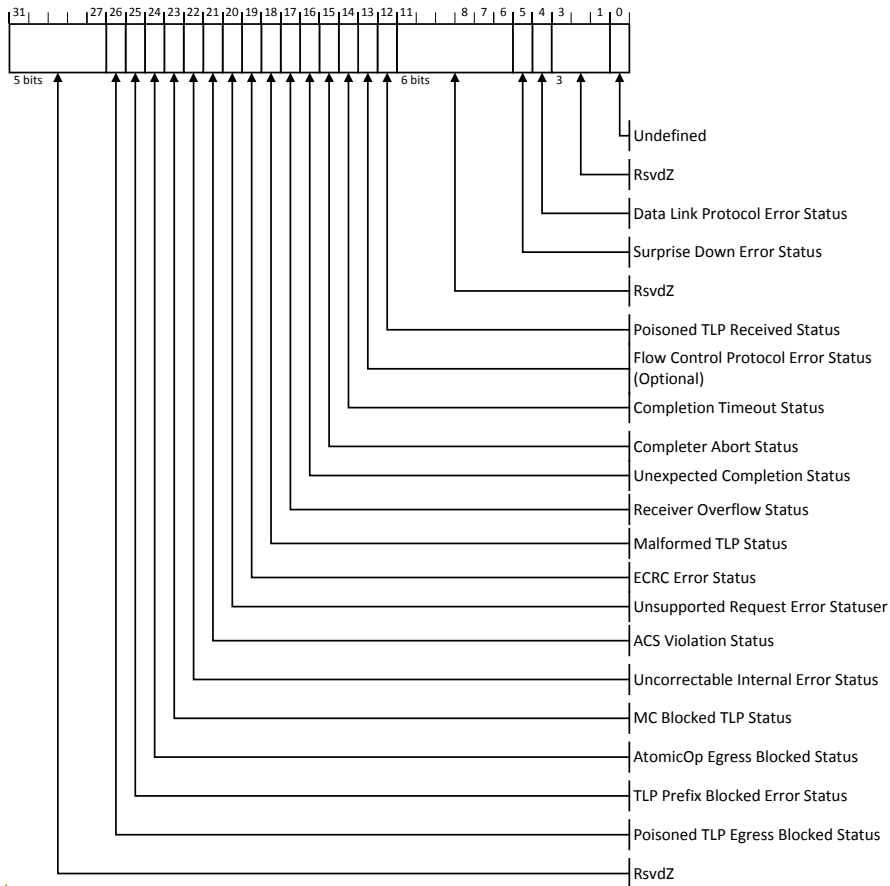 31 27 26 25 24 23 22 21 20 19 18 17 16 15 14 13 12 11 8 7 6 5 4 3 1 0
5 bits 6 bits 3
Undefined
RsvdZ
Data Link Protocol Error Status
Surprise Down Error Status
RsvdZ
Poisoned TLP Received Status
Flow Control Protocol Error Status
(Optional)
Completion Timeout Status
Completer Abort Status
Unexpected Completion Status
Receiver Overflow Status
Malformed TLP Status
ECRC Error Status
Unsupported Request Error Statuser
ACS Violation Status
Uncorrectable Internal Error Status
MC Blocked TLP Status
AtomicOp Egress Blocked Status
TLP Prefix Blocked Error Status
Poisoned TLP Egress Blocked Status
RsvdZ